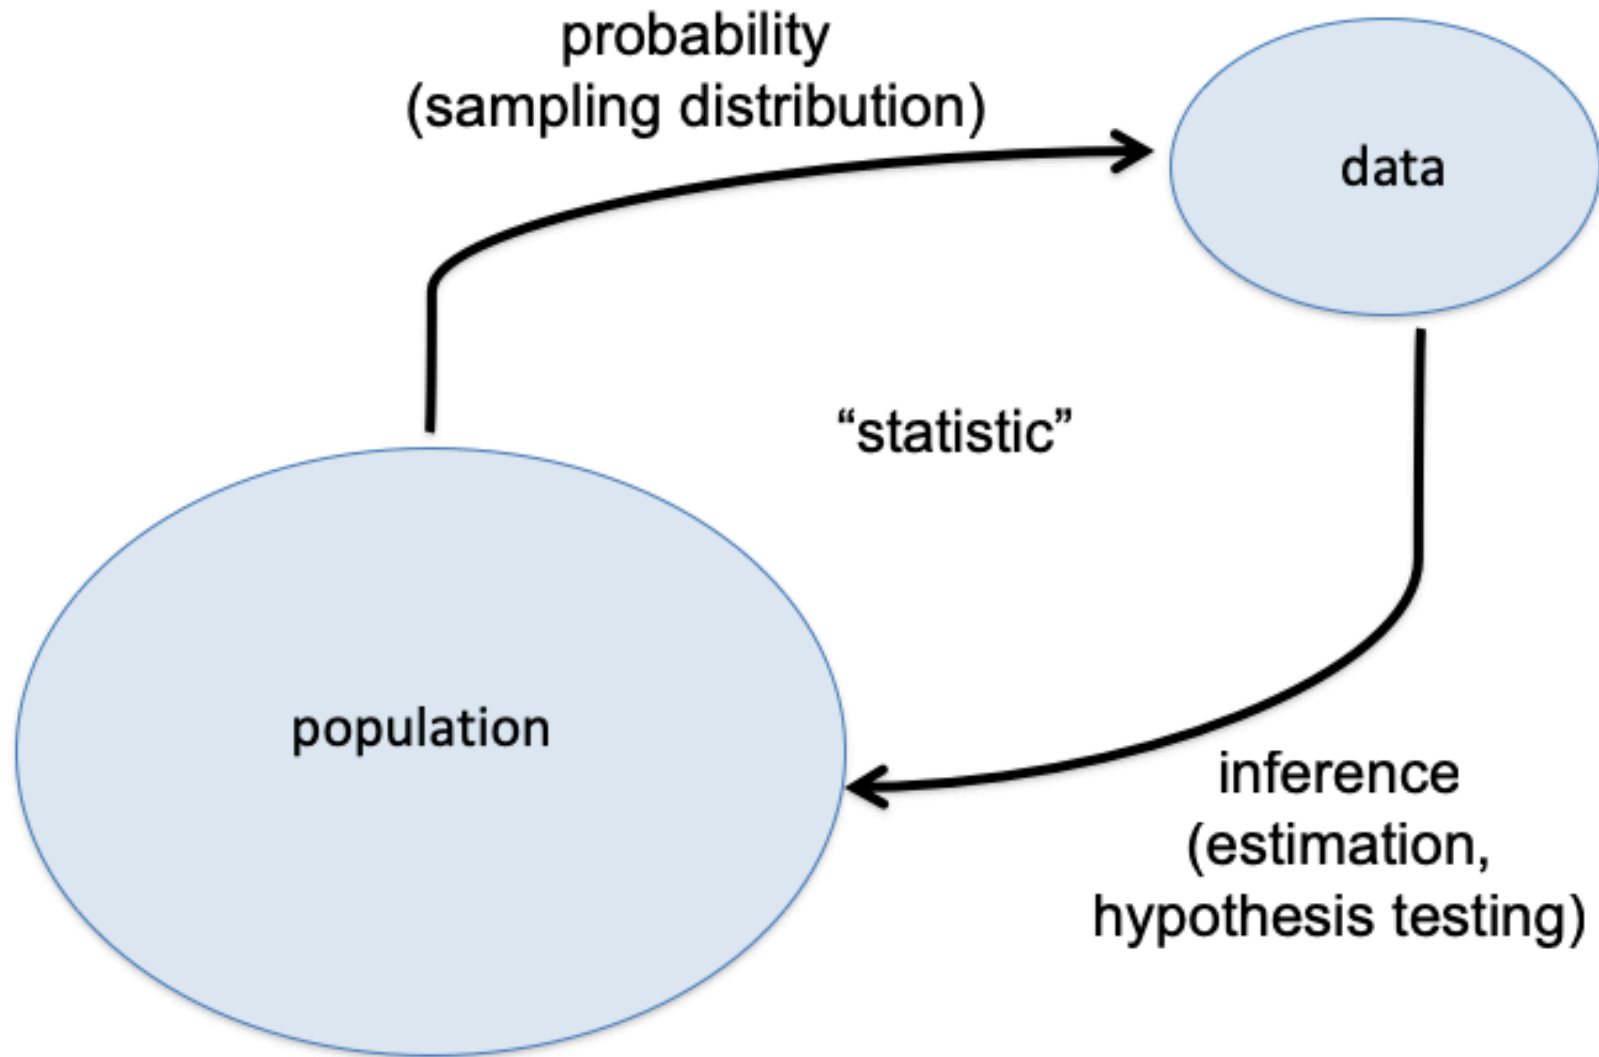 probability
(sampling distribution)
data
“statistic”
population
inference
(estimation,
hypothesis testing)